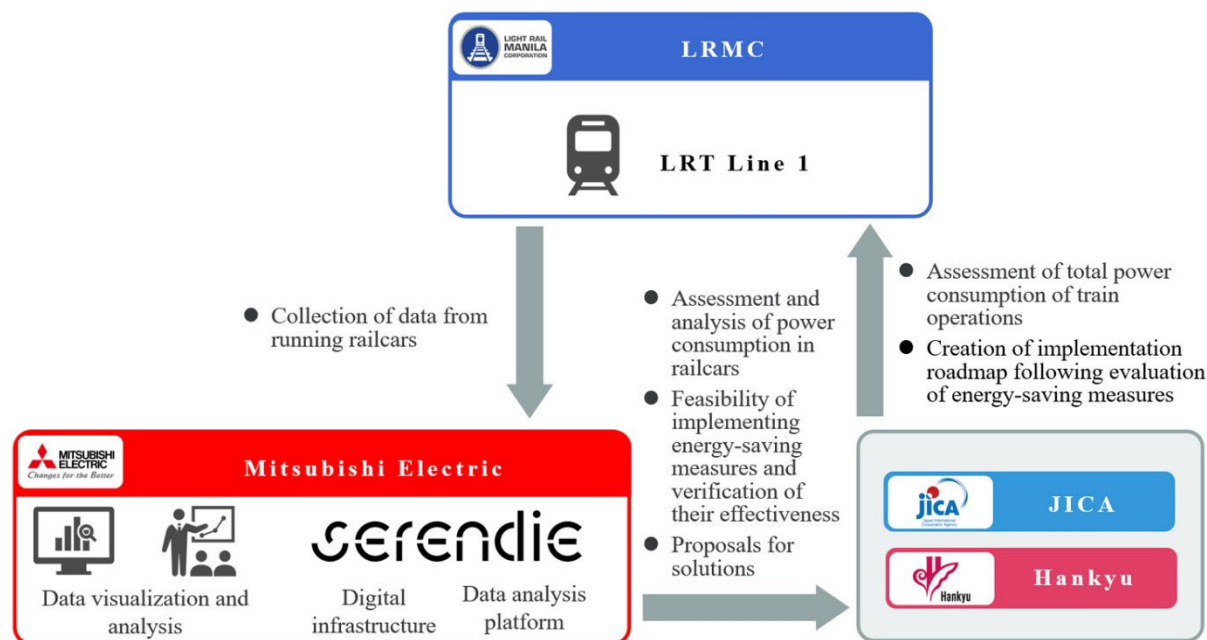 LIGHT RAIL
MANILA
CORPORATION
LRMC
LRT Line 1
● Collection of data from
running railcars
● Assessment and
analysis of power
consumption in
railcars
● Feasibility of
implementing
energy-saving
measures and
verification of
their effectiveness
● Proposals for
solutions
● Assessment of total power
consumption of train
operations
● Creation of implementation
roadmap following evaluation
of energy-saving measures
MITSUBISHI
ELECTRIC
Changes for the Better
Mitsubishi Electric
serendie
Data visualization and
analysis
Digital
infrastructure
Data analysis
platform
jICA
Japan International
Cooperation Agency
JICA
Hankyu
Hankyu